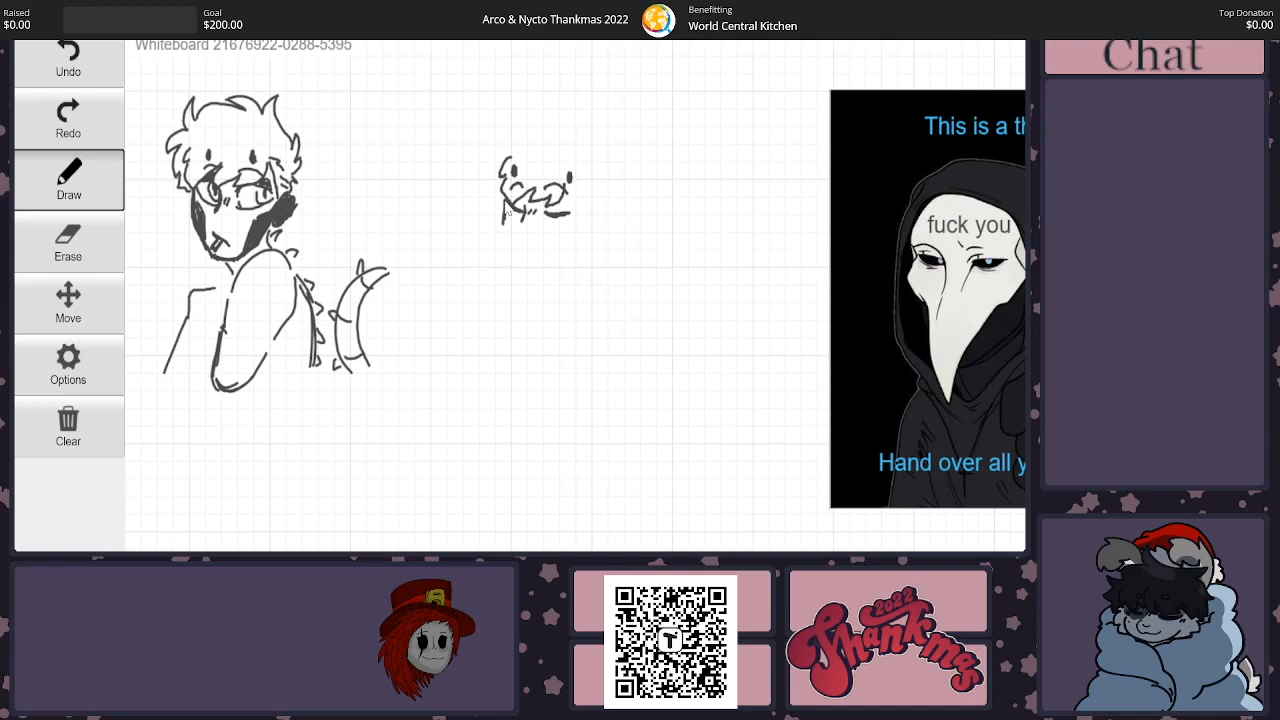 Raised
$0.00
Goal
$200.00
Arco & Nycto Thankmas 2022
Benefitting
World Central Kitchen
Top Donation
$0.00
Whiteboard 21676922-0288-5395
Undo
Redo
Draw
Erase
Move
Options
Clear
This is a th
fuck you
Hand over all y
Chat
T
2022
Thankmas